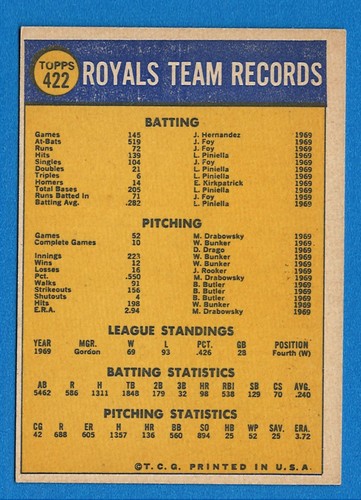 TOPPS
422
ROYALS TEAM RECORDS
BATTING
Games 145 J. Hernandez 1969
At-Bats 519 J. Foy 1969
Runs 72 J. Foy 1969
Hits 139 L. Piniella 1969
Singles 104 J. Foy 1969
Doubles 21 L. Piniella 1969
Triples 6 L. Piniella 1969
Homers 14 E. Kirkpatrick 1969
Total Bases 205 L. Piniella 1969
Runs Batted In 71 J. Foy 1959
Batting Avg. .282 L. Piniella 1969
PITCHING
Games 52 M. Drabowsky 1969
Complete Games 10 W. Bunker 1969
D. Drago 1969
Innings 223 W. Bunker 1969
Wins 12 W. Bunker 1969
Losses 16 J. Rooker 1969
Pct. .550 M. Drabowsky 1969
Walks 91 B. Butler 1969
Strikeouts 156 B. Butler 1969
Shutouts 4 B. Butler 1969
Hits 198 W. Bunker 1969
E.R.A. 2.94 M. Drabowsky 1969
LEAGUE STANDINGS
YEAR MGR. W L PCT. GB POSITION
1969 Gordon 69 93 .426 28 Fourth (W)
BATTING STATISTICS
AB R H TB 2B 3B HR RBI SB CS AVG.
5462 586 1311 1848 179 32 98 538 129 70 .240
PITCHING STATISTICS
CG R ER H HR BB SO HB WP SAV. ERA.
42 688 605 1357 136 560 894 25 52 25 3.72
©T.C.G. PRINTED IN U.S.A.